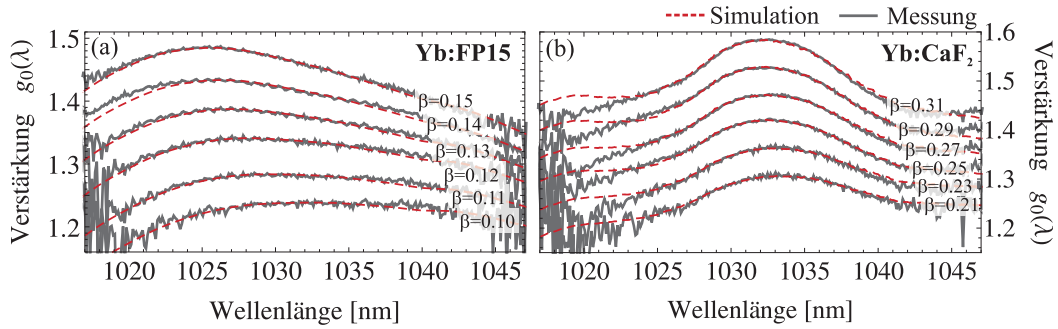 Simulation Messung
(a) Yb:FP15
Verstärkung g₀(λ)
1.5
1.4
1.3
1.2
β=0.15
β=0.14
β=0.13
β=0.12
β=0.11
β=0.10
1020 1025 1030 1035 1040 1045
Wellenlänge [nm]
(b) Yb:CaF₂
1.6
1.5
1.4
1.3
1.2
Verstärkung g₀(λ)
β=0.31
β=0.29
β=0.27
β=0.25
β=0.23
β=0.21
1020 1025 1030 1035 1040 1045
Wellenlänge [nm]